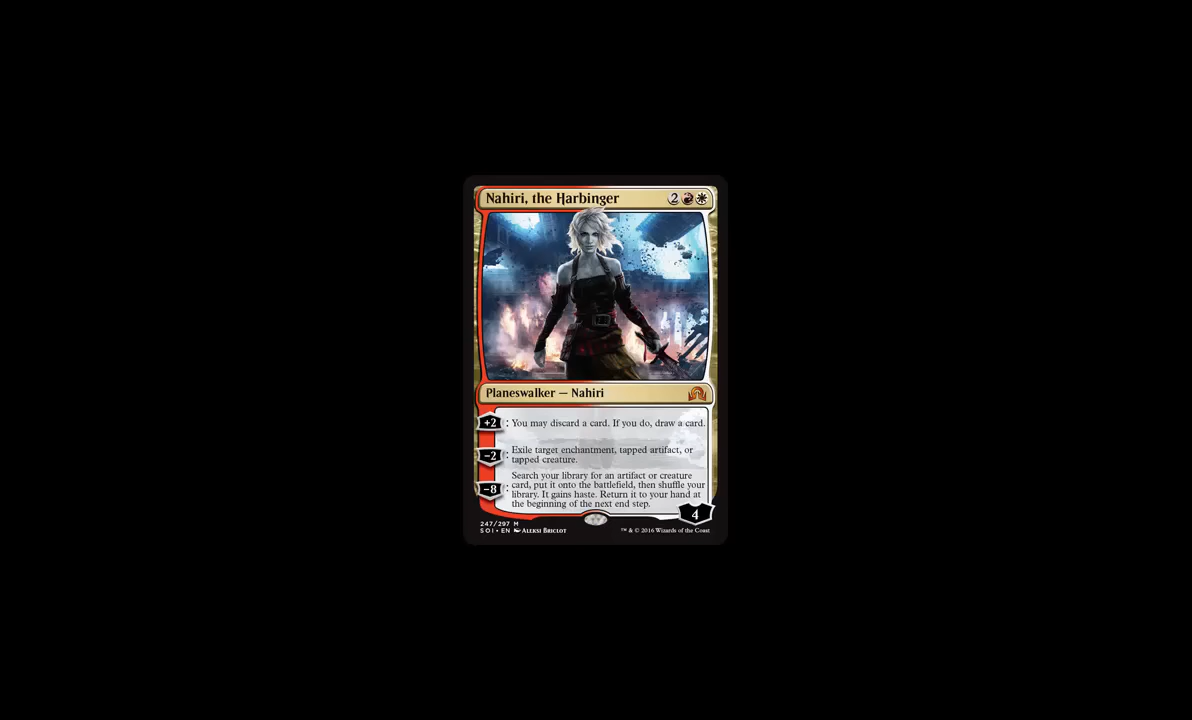 Nahiri, the Harbinger 2
Planeswalker — Nahiri
+2 : You may discard a card. If you do, draw a card.
-2 : Exile target enchantment, tapped artifact, or
tapped creature.
Search your library for an artifact or creature
-8 : card, put it onto the battlefield, then shuffle your
library. It gains haste. Return it to your hand at
the beginning of the next end step.
4
247/297 M
SOI • EN Aleksi Briclot
™ & © 2016 Wizards of the Coast